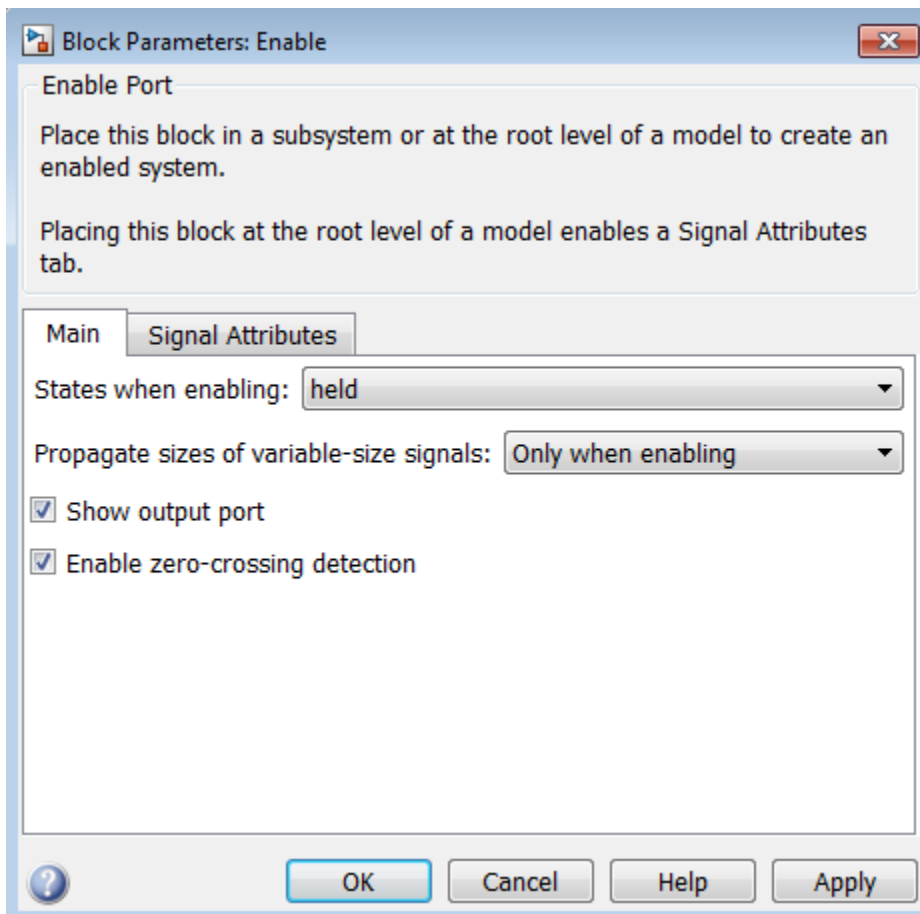 Block Parameters: Enable
Enable Port
Place this block in a subsystem or at the root level of a model to create an
enabled system.
Placing this block at the root level of a model enables a Signal Attributes
tab.
Main Signal Attributes
States when enabling: held
Propagate sizes of variable-size signals: Only when enabling
Show output port
Enable zero-crossing detection
OK Cancel Help Apply